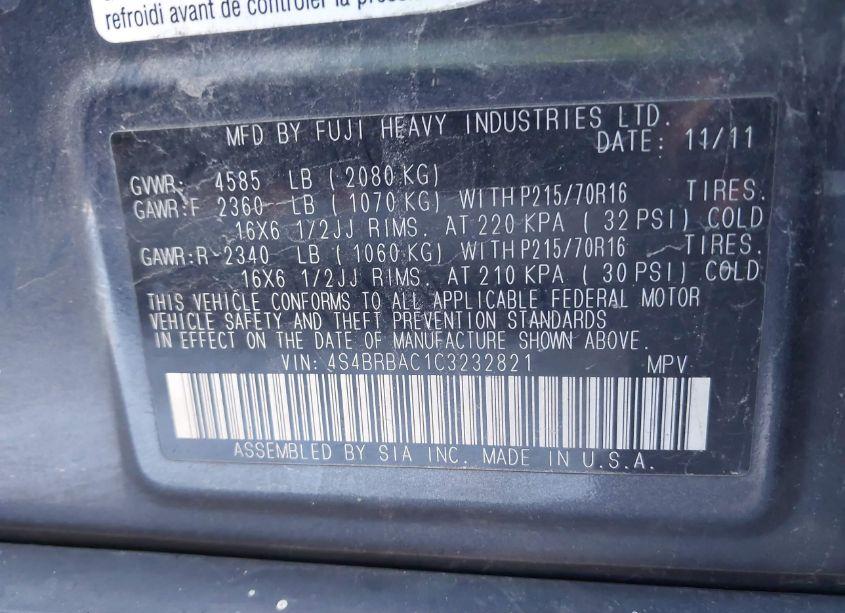 refroidi avant de contrôler la
MFD BY FUJI HEAVY INDUSTRIES LTD.
DATE: 11/11
GVWR: 4585 LB (2080 KG)
GAWR:F 2360 LB (1070 KG) WITH P215/70R16 TIRES.
16X6 1/2JJ RIMS. AT 220 KPA (32 PSI) COLD
GAWR:R-2340 LB (1060 KG) WITH P215/70R16 TIRES.
16X6 1/2JJ RIMS. AT 210 KPA (30 PSI) COLD
THIS VEHICLE CONFORMS TO ALL APPLICABLE FEDERAL MOTOR
VEHICLE SAFETY AND THEFT PREVENTION STANDARDS
IN EFFECT ON THE DATE OF MANUFACTURE SHOWN ABOVE.
VIN: 4S4BRBAC1C3232821 MPV
ASSEMBLED BY SIA INC. MADE IN U.S.A.